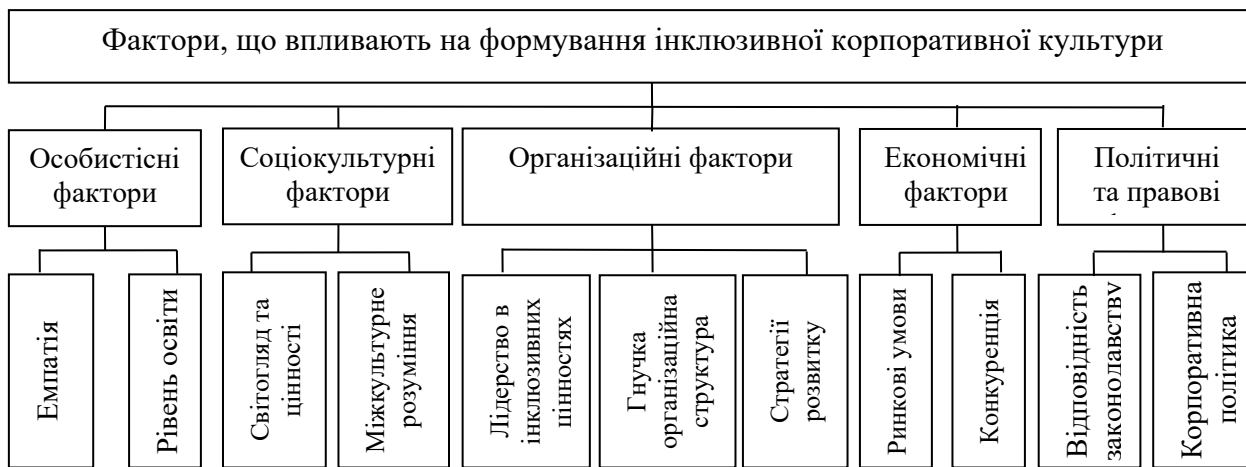 Фактори, що впливають на формування інклюзивної корпоративної культури
Особистісні
фактори
Соціокультурні
фактори
Організаційні фактори
Економічні
фактори
Політичні
та правові
Емпатія
Рівень освіти
Світогляд та
цінності
Міжкультурне
розуміння
Лідерство в
інклюзивних
цінностях
Гнучка
організаційна
структура
Стратегії
розвитку
Ринкові умови
Конкуренція
Відповідність
законодавству
Корпоративна
політика